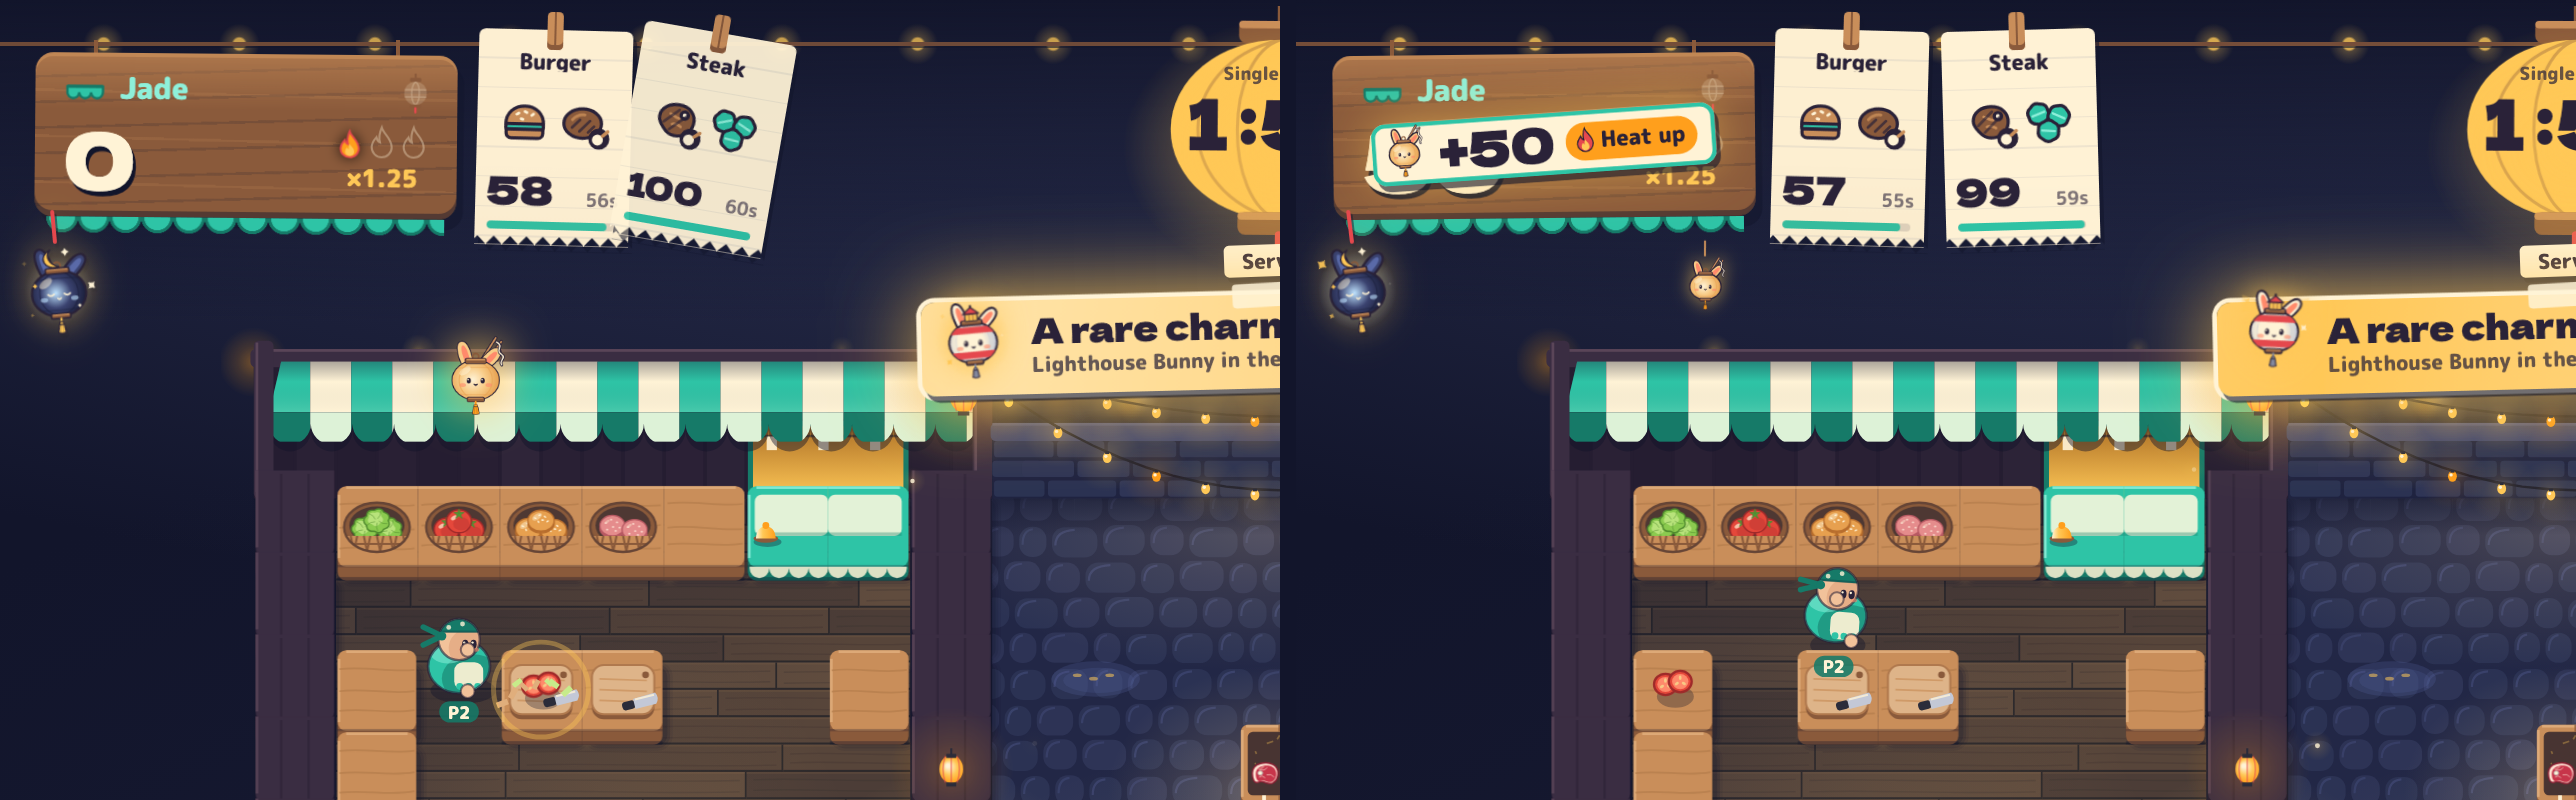 Jade
0
×1.25
Burger
58
56s
Steak
100
60s
Single
1:5
Serv
A rare charm
Lighthouse Bunny in the
P2
Jade
+50 Heat up
×1.25
Burger
57
55s
Steak
99
59s
Single
1:5
Serv
A rare charm
Lighthouse Bunny in the
P2